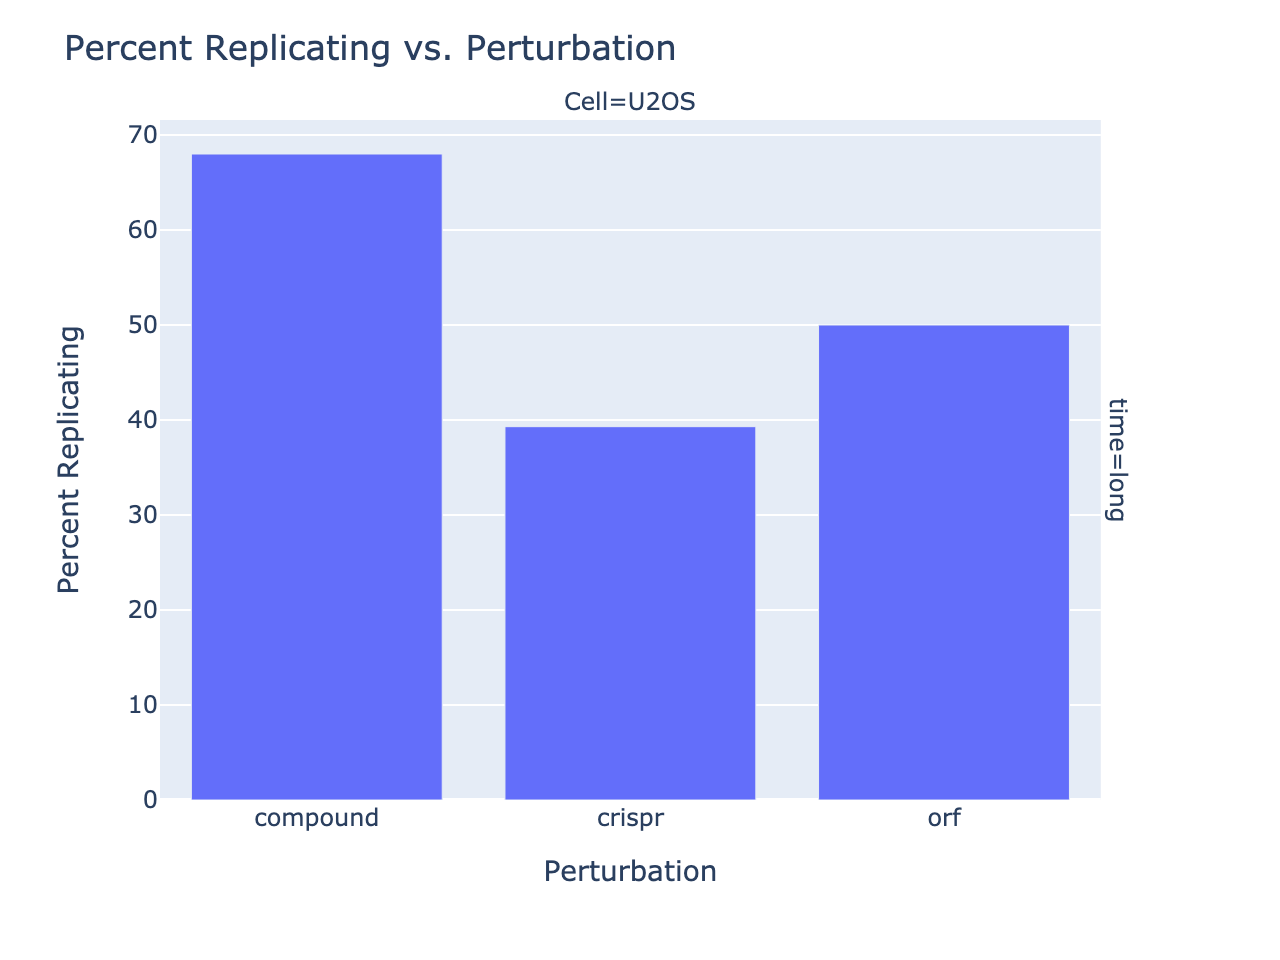 Percent Replicating vs. Perturbation
Cell=U2OS
70
60
50
40
30
20
10
0
Percent Replicating
time=long
compound
crispr
orf
Perturbation